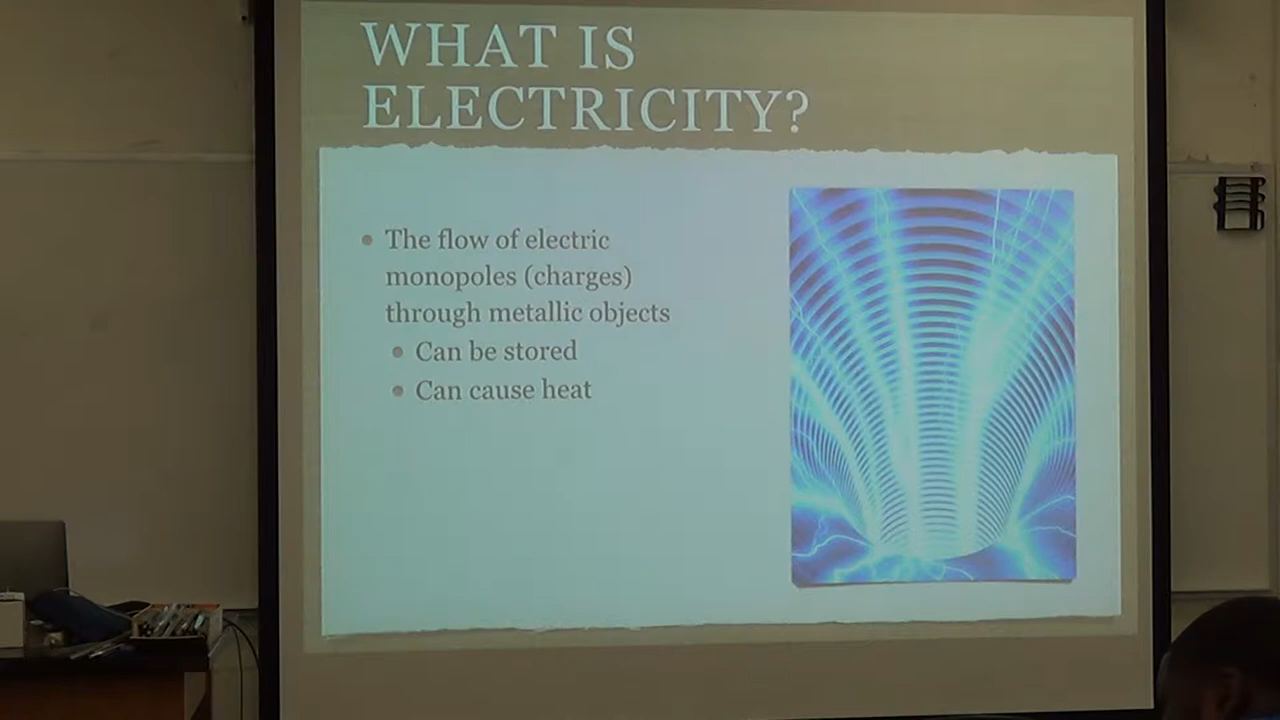 WHAT IS
ELECTRICITY?
The flow of electric
monopoles (charges)
through metallic objects
Can be stored
Can cause heat